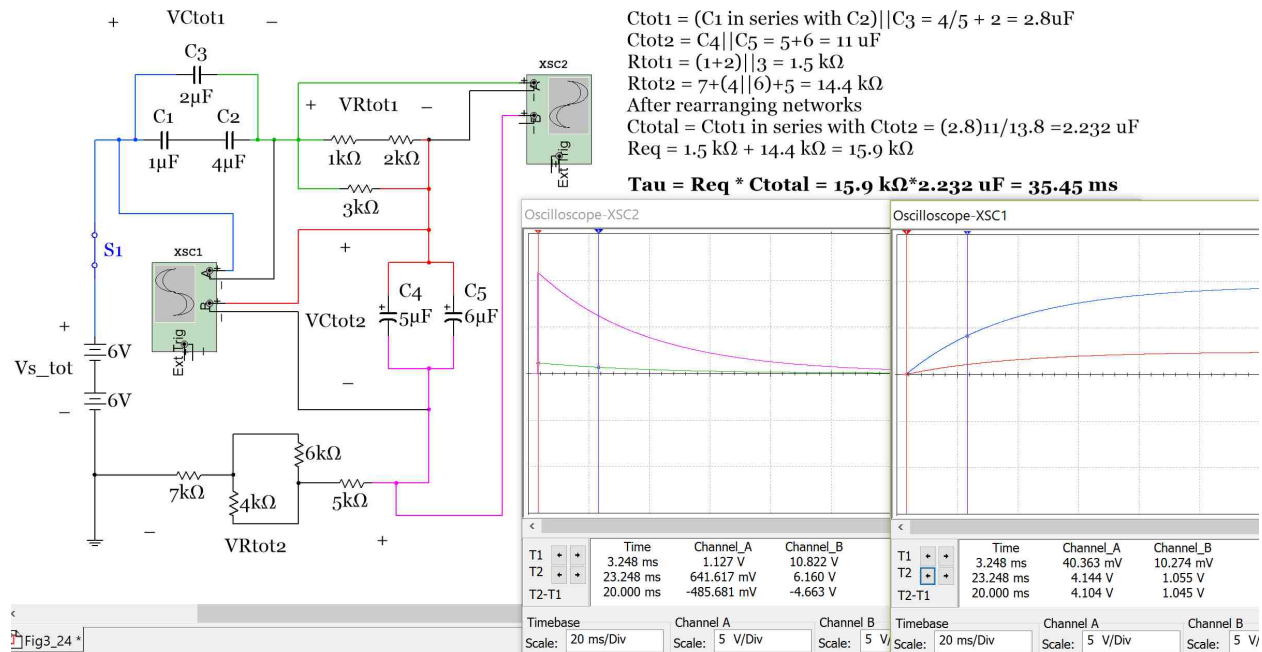 VCtot1
+
−
C3
2µF
C1
C2
1µF
4µF
+ VRtot1 −
1kΩ
2kΩ
3kΩ
XSC2
A
B
Ext Trig
+
−
S1
XSC1
A
B
Ext Trig
+
−
+
VCtot2
−
C4
5µF
C5
6µF
+
Vs_tot
−
6V
6V
7kΩ
4kΩ
6kΩ
5kΩ
−
VRtot2
+
Fig3_24 *
Ctot1 = (C1 in series with C2)||C3 = 4/5 + 2 = 2.8uF
Ctot2 = C4||C5 = 5+6 = 11 uF
Rtot1 = (1+2)||3 = 1.5 kΩ
Rtot2 = 7+(4||6)+5 = 14.4 kΩ
After rearranging networks
Ctotal = Ctot1 in series with Ctot2 = (2.8)11/13.8 =2.232 uF
Req = 1.5 kΩ + 14.4 kΩ = 15.9 kΩ
Tau = Req * Ctotal = 15.9 kΩ*2.232 uF = 35.45 ms
Oscilloscope-XSC2
Time Channel_A Channel_B
T1 3.248 ms 1.127 V 10.822 V
T2 23.248 ms 641.617 mV 6.160 V
T2-T1 20.000 ms -485.681 mV -4.663 V
Timebase Channel A Channel B
Scale: 20 ms/Div Scale: 5 V/Div Scale: 5 V/
Oscilloscope-XSC1
Time Channel_A Channel_B
T1 3.248 ms 40.363 mV 10.274 mV
T2 23.248 ms 4.144 V 1.055 V
T2-T1 20.000 ms 4.104 V 1.045 V
Timebase Channel A Channel B
Scale: 20 ms/Div Scale: 5 V/Div Scale: 5 V/